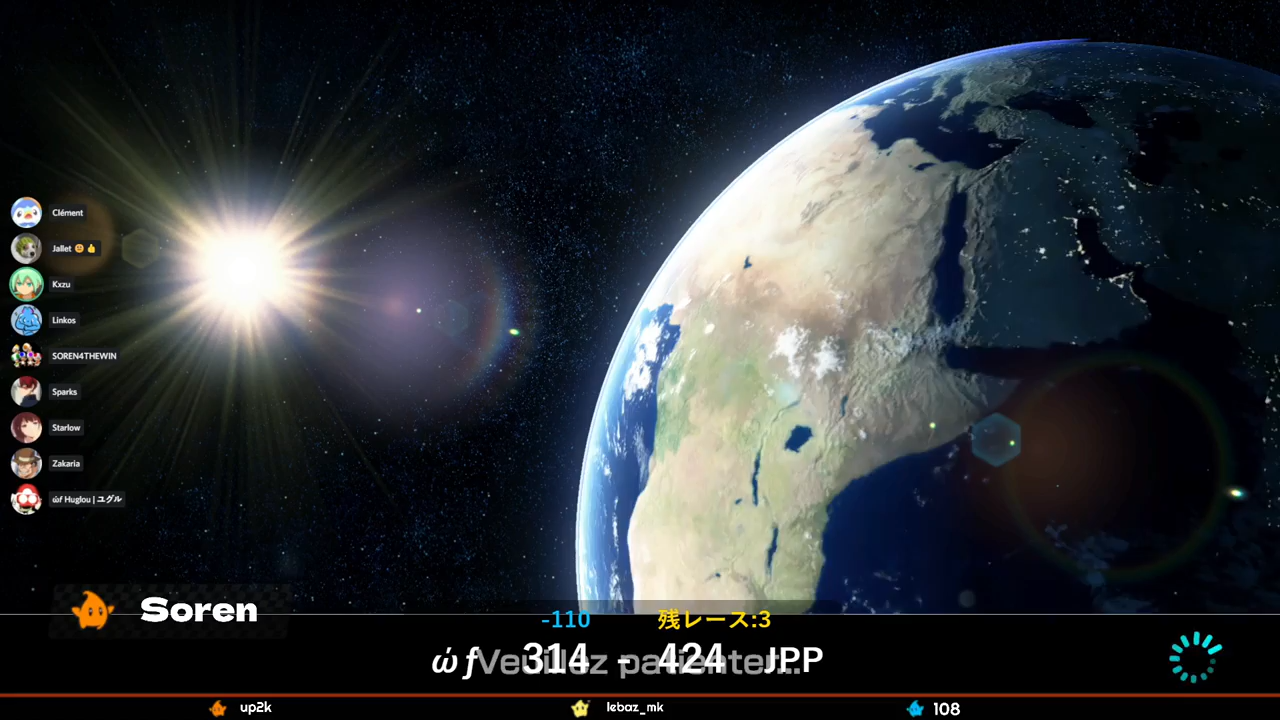 Clément
Jallet 😐 👍
Kxzu
Linkos
SOREN4THEWIN
Sparks
Starlow
Zakaria
ώf Huglou | ユグル
Soren
-110 残レース:3
ώƒ 314 - 424 JPP
Veuillez patienter...
up2k lebaz_mk 108